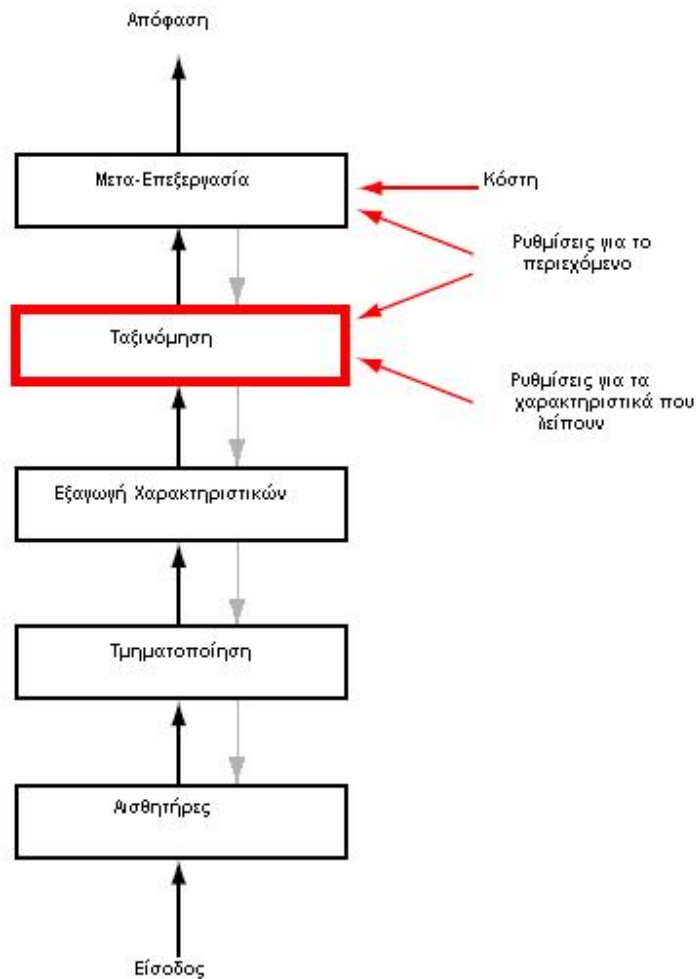 Απόφαση
Μετα-Επεξεργασία
Κόστη
Ρυθμίσεις για το
περιεχόμενο
Ταξινόμηση
Ρυθμίσεις για τα
χαρακτηριστικά που
λείπουν
Εξαγωγή Χαρακτηριστικών
Τμηματοποίηση
Αισθητήρες
Είσοδος